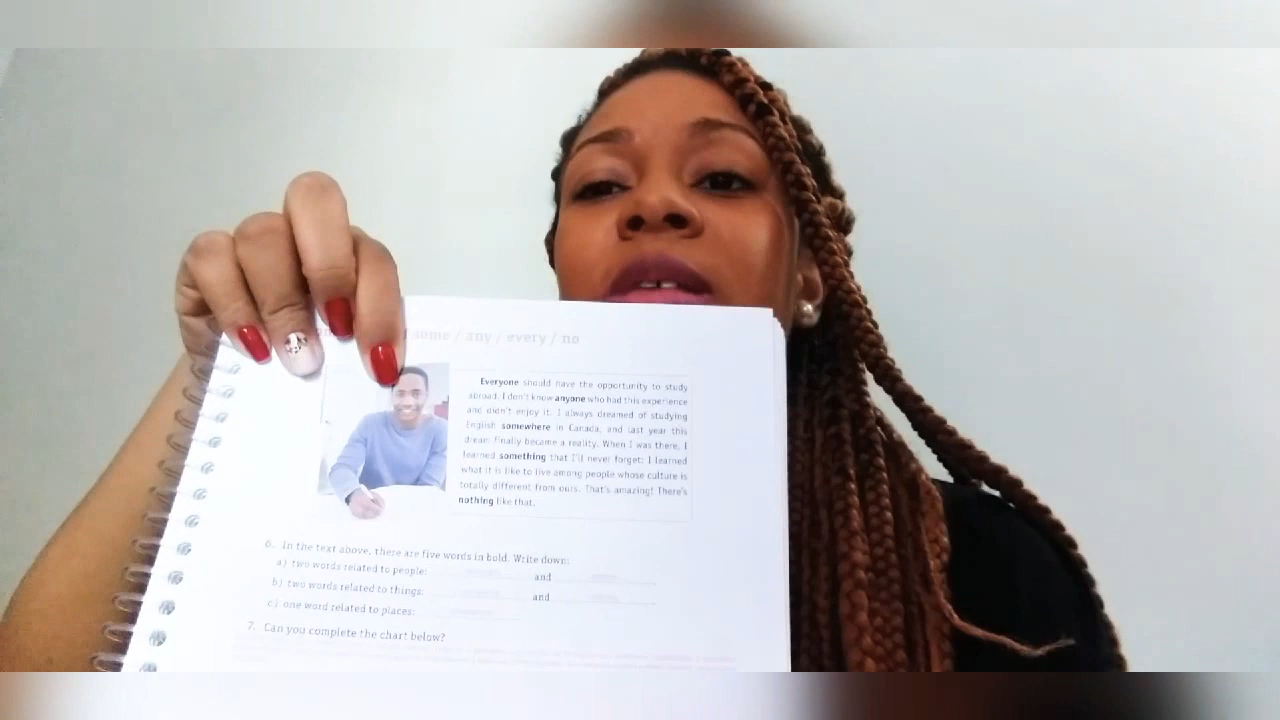 some / any / every / no
Everyone should have the opportunity to study
abroad. I don't know anyone who had this experience
and didn't enjoy it. I always dreamed of studying
English somewhere in Canada, and last year this
dream finally became a reality. When I was there, I
learned something that I'll never forget: I learned
what it is like to live among people whose culture is
totally different from ours. That's amazing! There's
nothing like that.
6. In the text above, there are five words in bold. Write down:
a) two words related to people: and
b) two words related to things: and
c) one word related to places:
7. Can you complete the chart below?